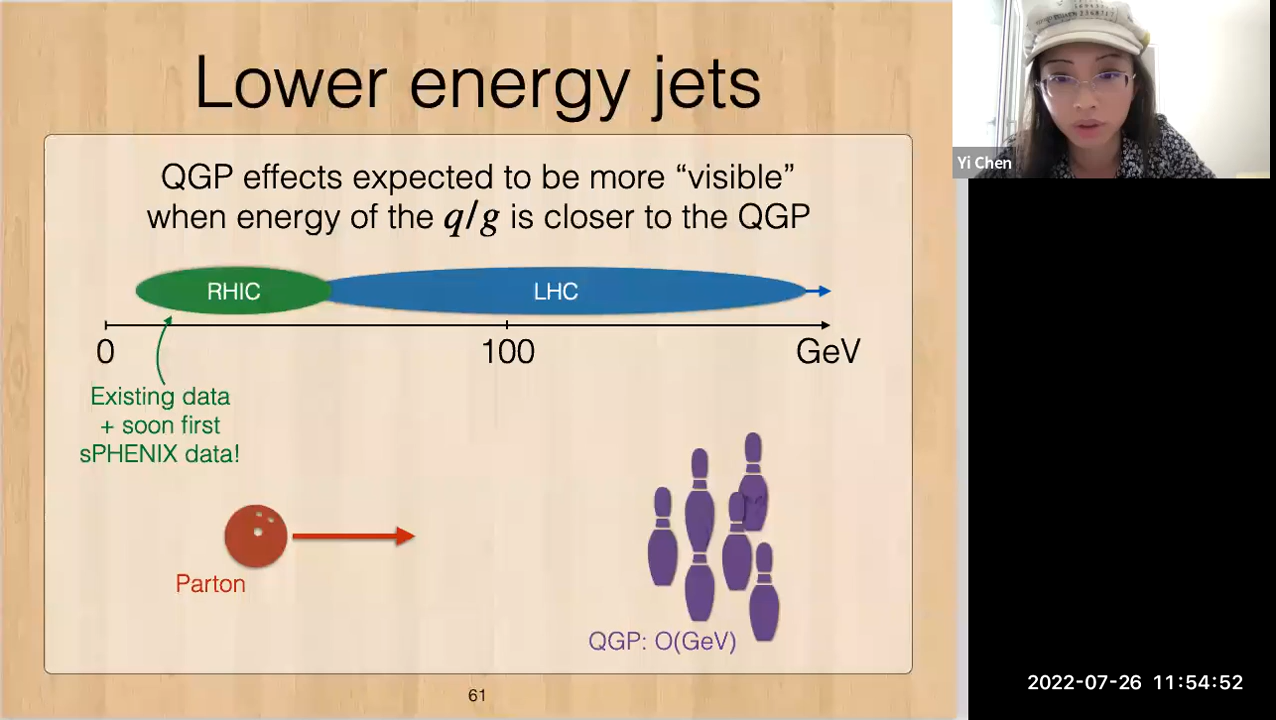 Lower energy jets
QGP effects expected to be more “visible”
when energy of the q/g is closer to the QGP
RHIC
LHC
0
100
GeV
Existing data
+ soon first
sPHENIX data!
Parton
QGP: O(GeV)
61
Yi Chen
2022-07-26 11:54:52